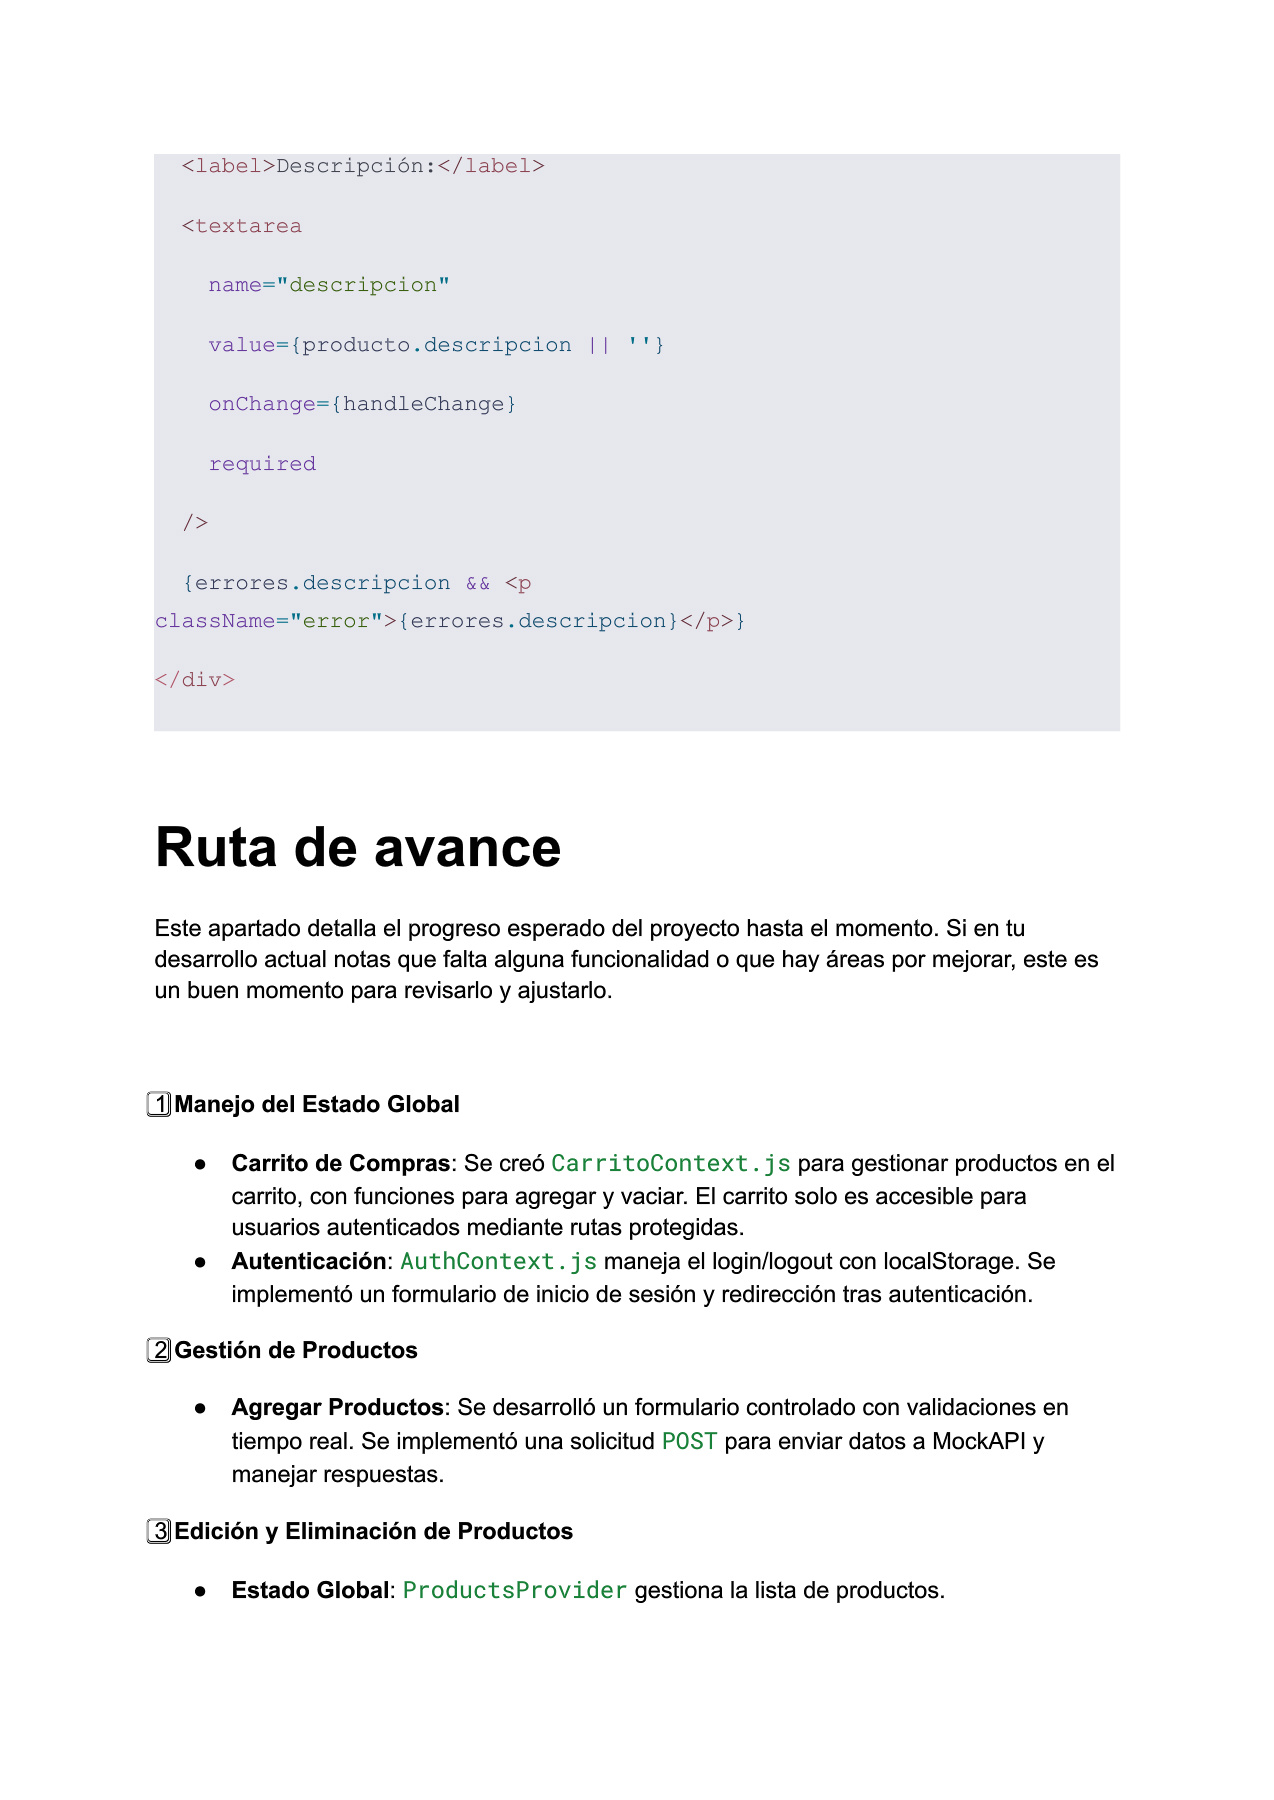 <label>Descripción:</label>
<textarea
name="descripcion"
value={producto.descripcion || ''}
onChange={handleChange}
required
/>
{errores.descripcion && <p
className="error">{errores.descripcion}</p>}
</div>
Ruta de avance
Este apartado detalla el progreso esperado del proyecto hasta el momento. Si en tu
desarrollo actual notas que falta alguna funcionalidad o que hay áreas por mejorar, este es
un buen momento para revisarlo y ajustarlo.
1️⃣Manejo del Estado Global
● Carrito de Compras: Se creó CarritoContext.js para gestionar productos en el
carrito, con funciones para agregar y vaciar. El carrito solo es accesible para
usuarios autenticados mediante rutas protegidas.
● Autenticación: AuthContext.js maneja el login/logout con localStorage. Se
implementó un formulario de inicio de sesión y redirección tras autenticación.
2️⃣Gestión de Productos
● Agregar Productos: Se desarrolló un formulario controlado con validaciones en
tiempo real. Se implementó una solicitud POST para enviar datos a MockAPI y
manejar respuestas.
3️⃣Edición y Eliminación de Productos
● Estado Global: ProductsProvider gestiona la lista de productos.